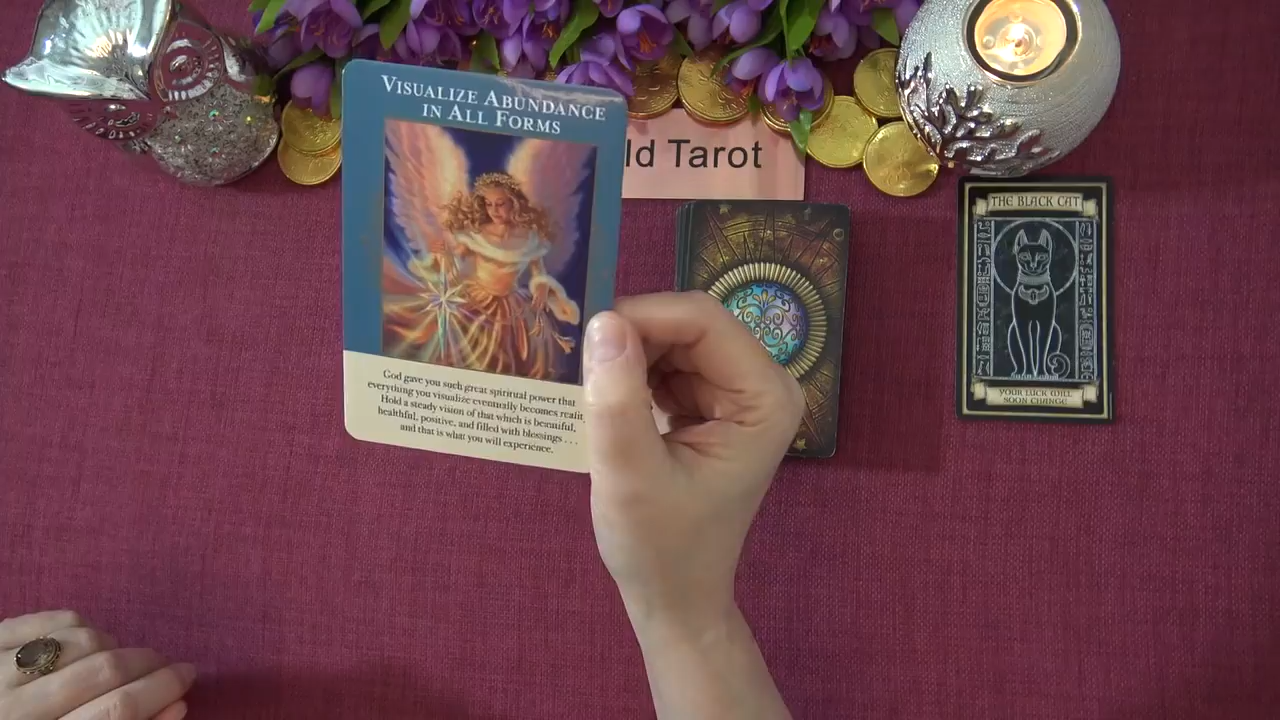 VISUALIZE ABUNDANCE
IN ALL FORMS
God gave you such great spiritual power that
everything you visualize eventually becomes
Hold a steady vision of that which is beautiful,
healthful, positive, and filled with blessings . . .
and that is what you will experience.
ld Tarot
THE BLACK CAT
YOUR LUCK WILL
SOON CHANGE!